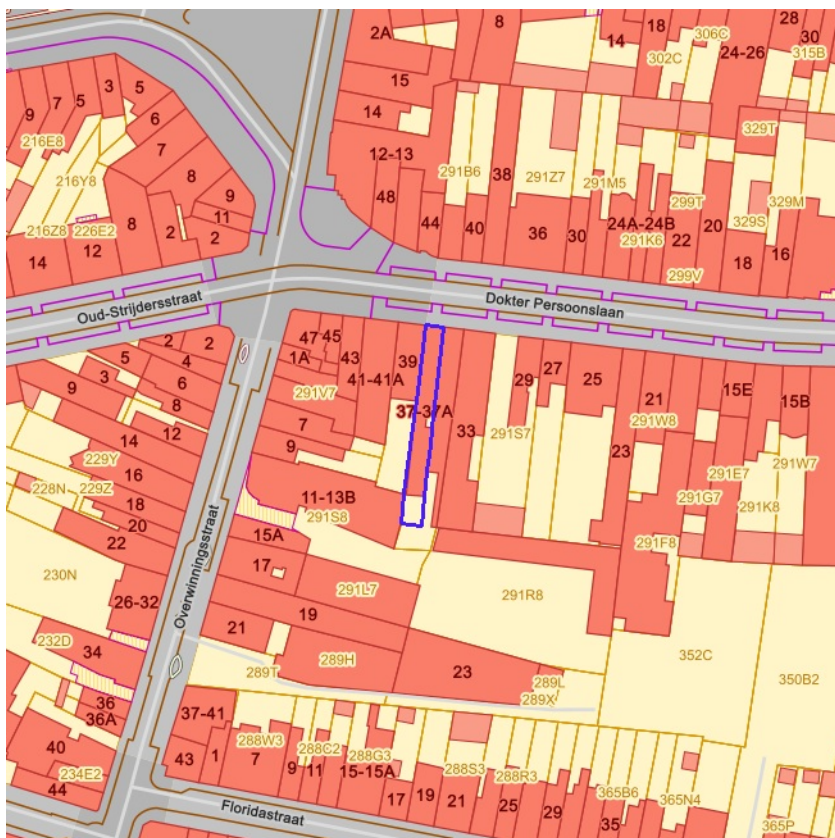 2A
8
14
18
306C
24-26
28
30
315B
302C
15
14
12-13
48
44
291B6
40
38
291Z7
36
30
291M5
24A-24B
291K6
299T
22
299V
20
329T
329S
329M
18
16
9
7
5
3
5
6
7
8
9
11
2
2
8
216E8
216Y8
216Z8
226E2
14
12
Oud-Strijdersstraat
Dokter Persoonslaan
47
45
1A
43
41-41A
39
37-37A
291V7
7
9
33
291S7
29
27
25
23
21
291W8
15E
15B
291W7
291E7
291G7
291K8
291F8
2
2
5
4
3
6
9
8
12
14
229Y
16
228N
229Z
18
20
22
230N
26-32
232D
34
36
36A
40
234E2
44
Overwinningsstraat
11-13B
291S8
15A
17
291L7
19
21
289H
289T
23
289L
289X
291R8
352C
350B2
37-41
43
1
288W3
7
9
288C2
11
288G3
15-15A
17
19
288S3
21
288R3
25
29
365B6
35
365N4
365P
Floridastraat